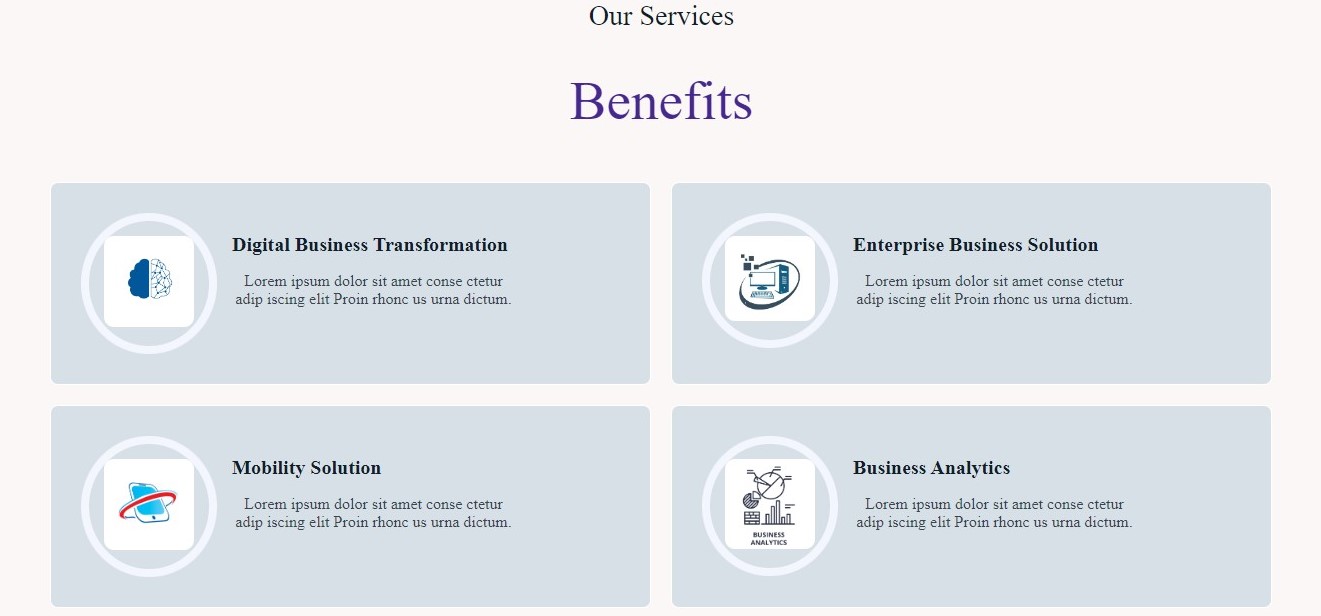 Our Services
Benefits
Digital Business Transformation
Lorem ipsum dolor sit amet conse ctetur
adip iscing elit Proin rhonc us urna dictum.
Enterprise Business Solution
Lorem ipsum dolor sit amet conse ctetur
adip iscing elit Proin rhonc us urna dictum.
Mobility Solution
Lorem ipsum dolor sit amet conse ctetur
adip iscing elit Proin rhonc us urna dictum.
BUSINESS
ANALYTICS
Business Analytics
Lorem ipsum dolor sit amet conse ctetur
adip iscing elit Proin rhonc us urna dictum.